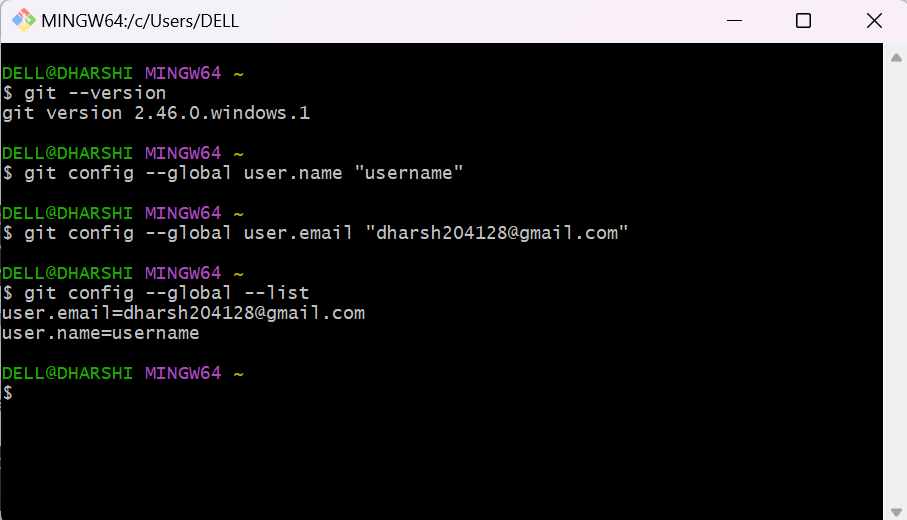 MINGW64:/c/Users/DELL
DELL@DHARSHI MINGW64 ~
$ git --version
git version 2.46.0.windows.1
DELL@DHARSHI MINGW64 ~
$ git config --global user.name "username"
DELL@DHARSHI MINGW64 ~
$ git config --global user.email "dharsh204128@gmail.com"
DELL@DHARSHI MINGW64 ~
$ git config --global --list
user.email=dharsh204128@gmail.com
user.name=username
DELL@DHARSHI MINGW64 ~
$